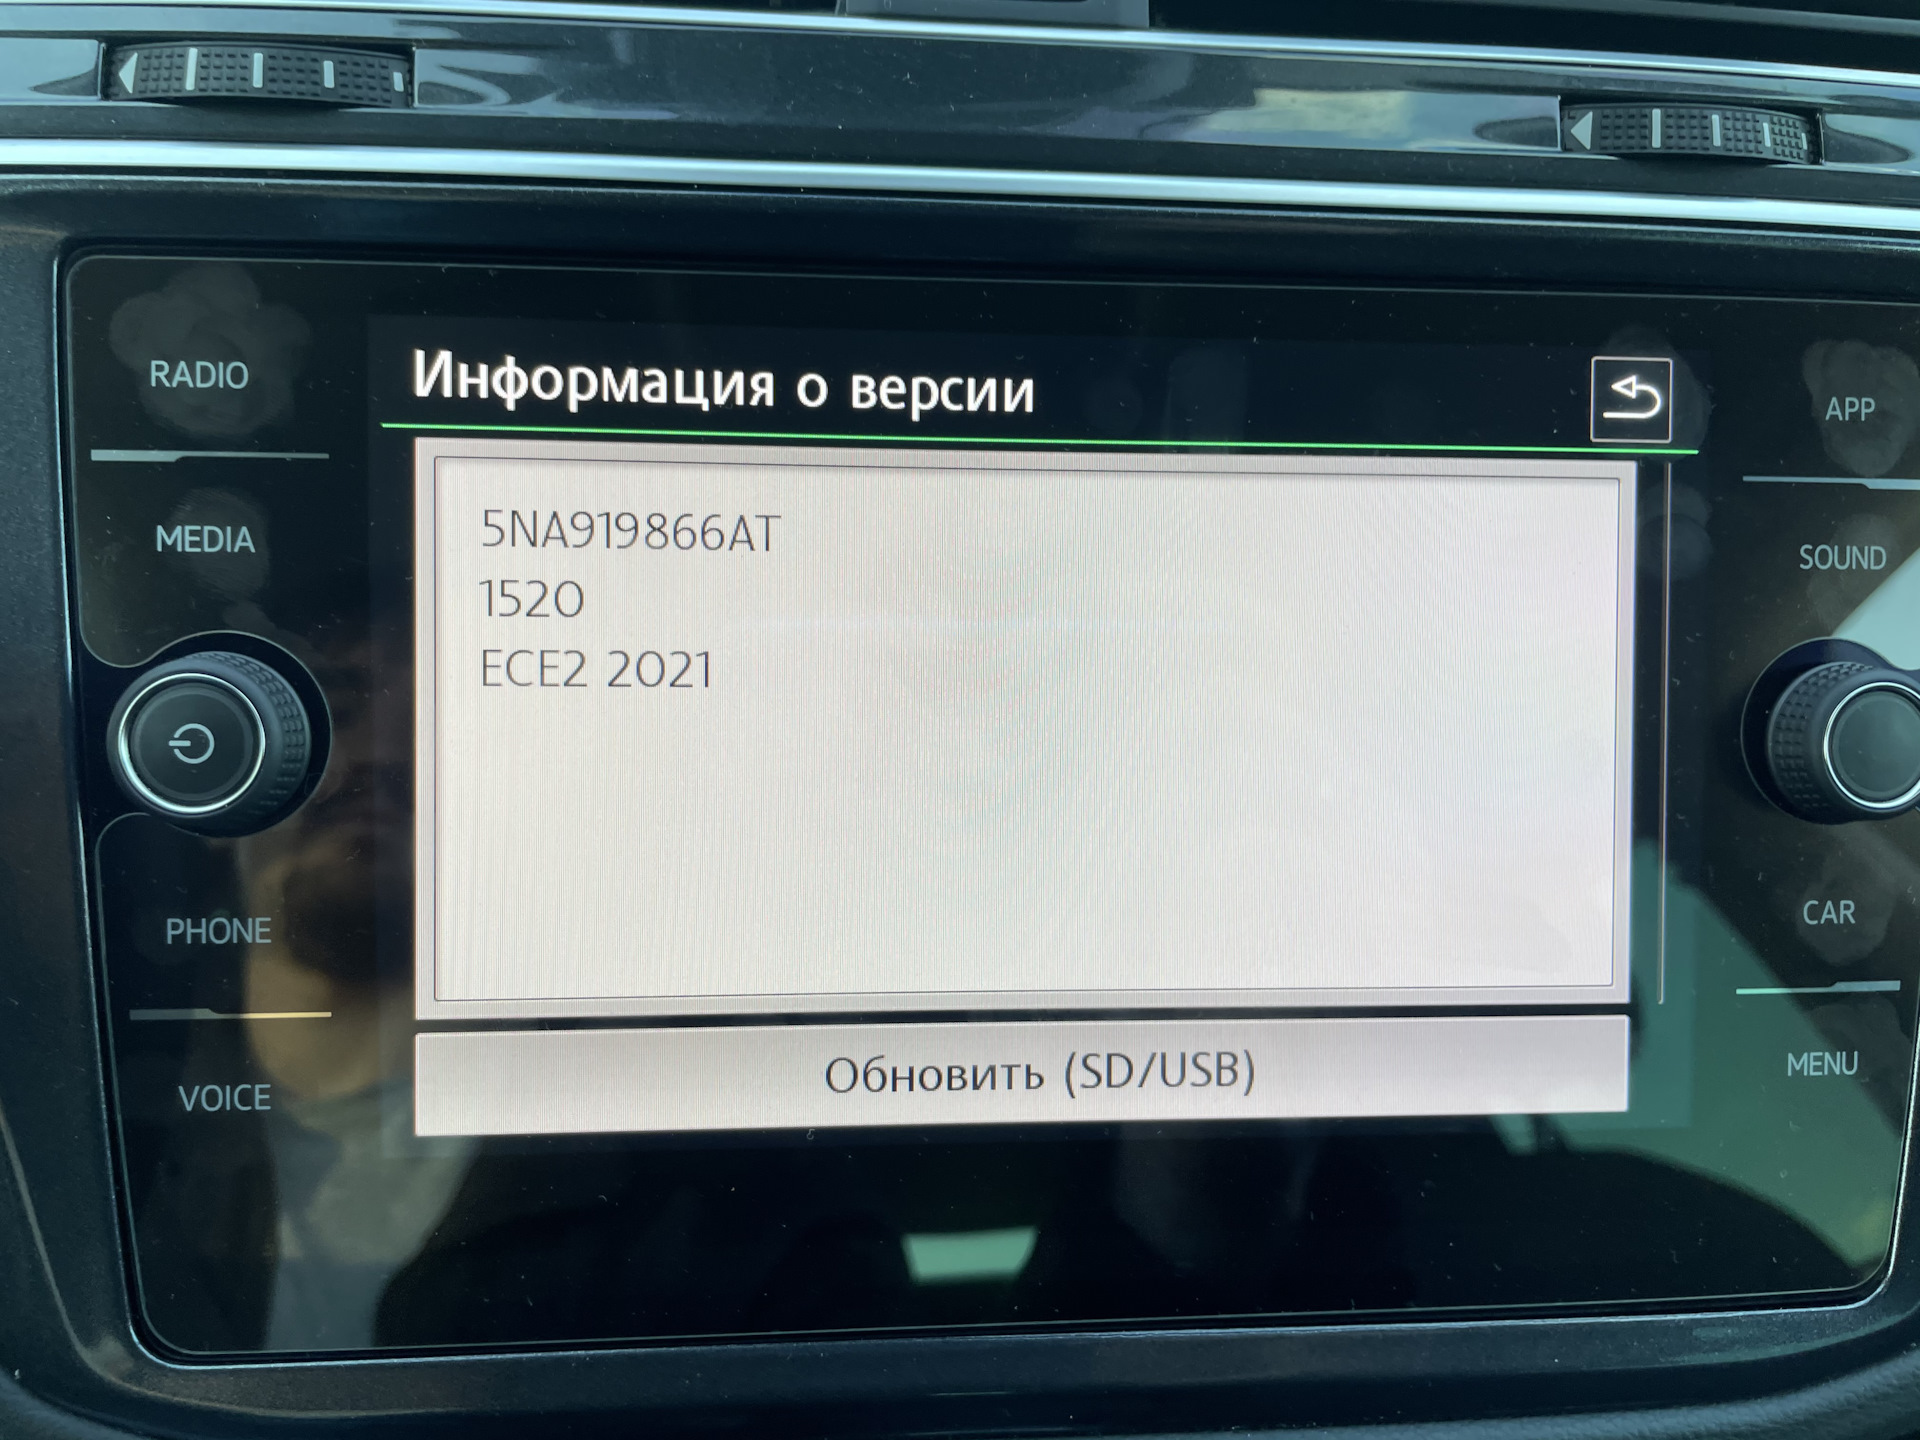 RADIO
MEDIA
PHONE
VOICE
Информация о версии
5NA919866AT
1520
ECE2 2021
Обновить (SD/USB)
APP
SOUND
CAR
MENU